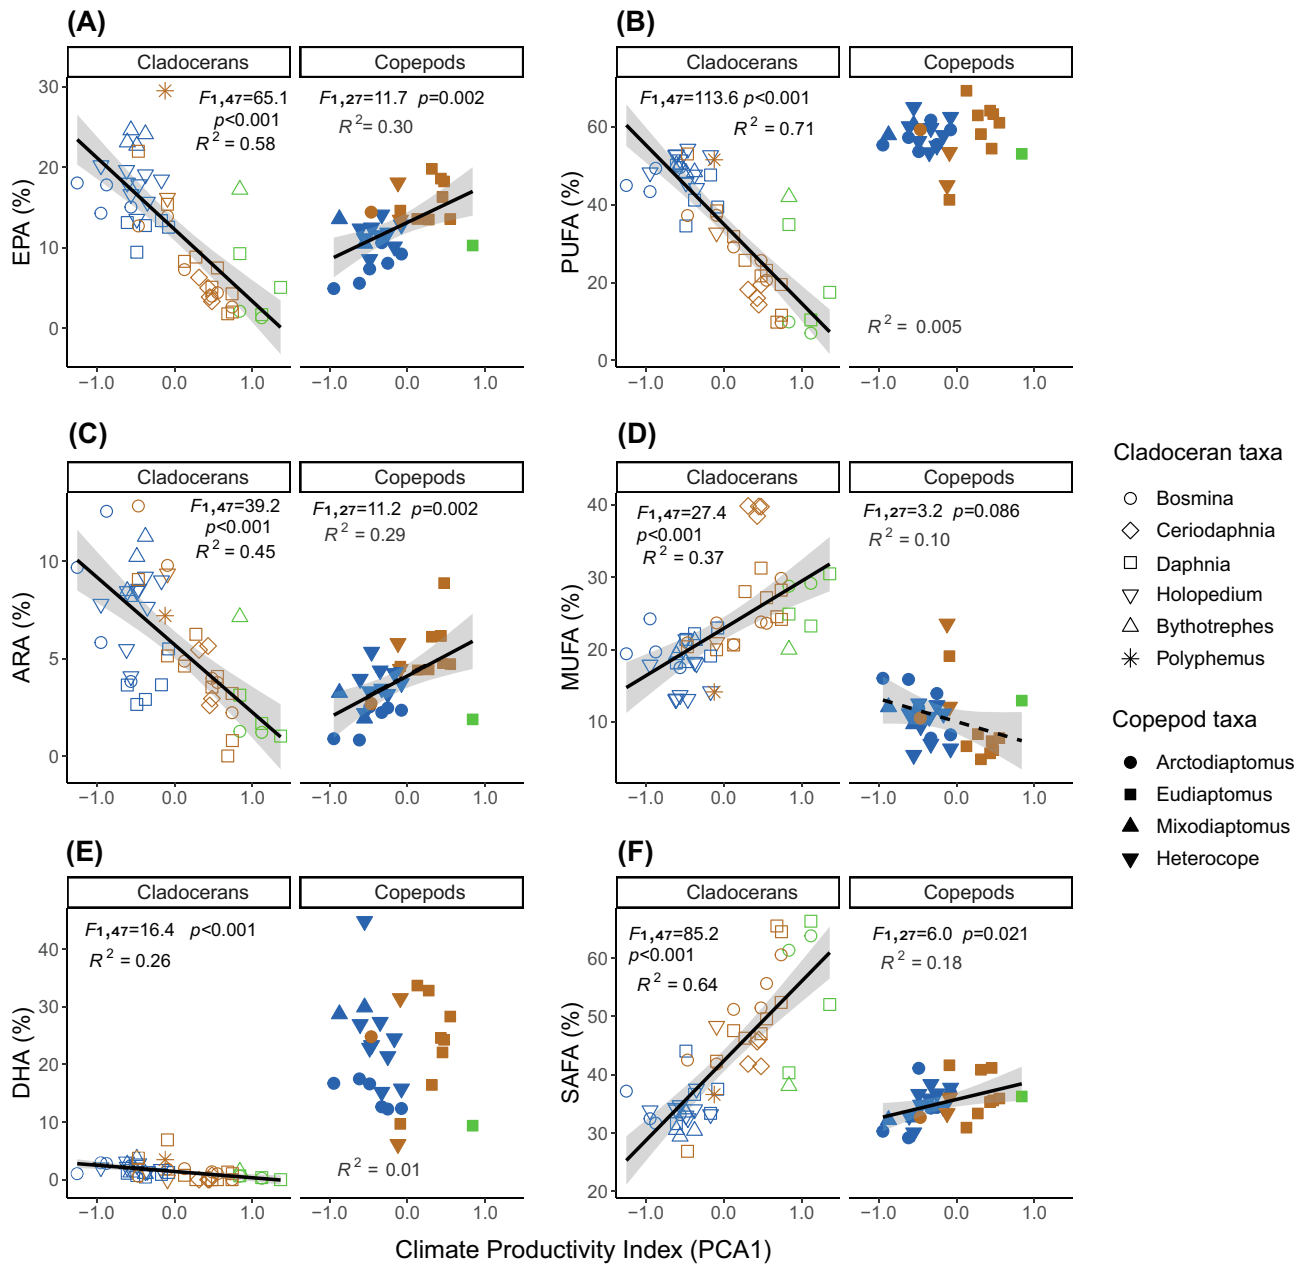 (A)
Cladocerans
Copepods
EPA (%)
30
20
10
0
F1,47=65.1
p<0.001
R2 = 0.58
F1,27=11.7 p=0.002
R2= 0.30
−1.0 0.0 1.0
−1.0 0.0 1.0
(B)
Cladocerans
Copepods
PUFA (%)
60
40
20
0
F1,47=113.6 p<0.001
R2 = 0.71
R2 = 0.005
−1.0 0.0 1.0
−1.0 0.0 1.0
(C)
Cladocerans
Copepods
ARA (%)
10
5
0
F1,47=39.2
p<0.001
R2 = 0.45
F1,27=11.2 p=0.002
R2 = 0.29
−1.0 0.0 1.0
−1.0 0.0 1.0
(D)
Cladocerans
Copepods
MUFA (%)
40
30
20
10
F1,47=27.4
p<0.001
R2 = 0.37
F1,27=3.2 p=0.086
R2 = 0.10
−1.0 0.0 1.0
−1.0 0.0 1.0
(E)
Cladocerans
Copepods
DHA (%)
40
30
20
10
0
F1,47=16.4 p<0.001
R2 = 0.26
R2 = 0.01
−1.0 0.0 1.0
−1.0 0.0 1.0
(F)
Cladocerans
Copepods
SAFA (%)
60
50
40
30
20
F1,47=85.2
p<0.001
R2 = 0.64
F1,27=6.0 p=0.021
R2 = 0.18
−1.0 0.0 1.0
−1.0 0.0 1.0
Climate Productivity Index (PCA1)
Cladoceran taxa
Bosmina
Ceriodaphnia
Daphnia
Holopedium
Bythotrephes
Polyphemus
Copepod taxa
Arctodiaptomus
Eudiaptomus
Mixodiaptomus
Heterocope